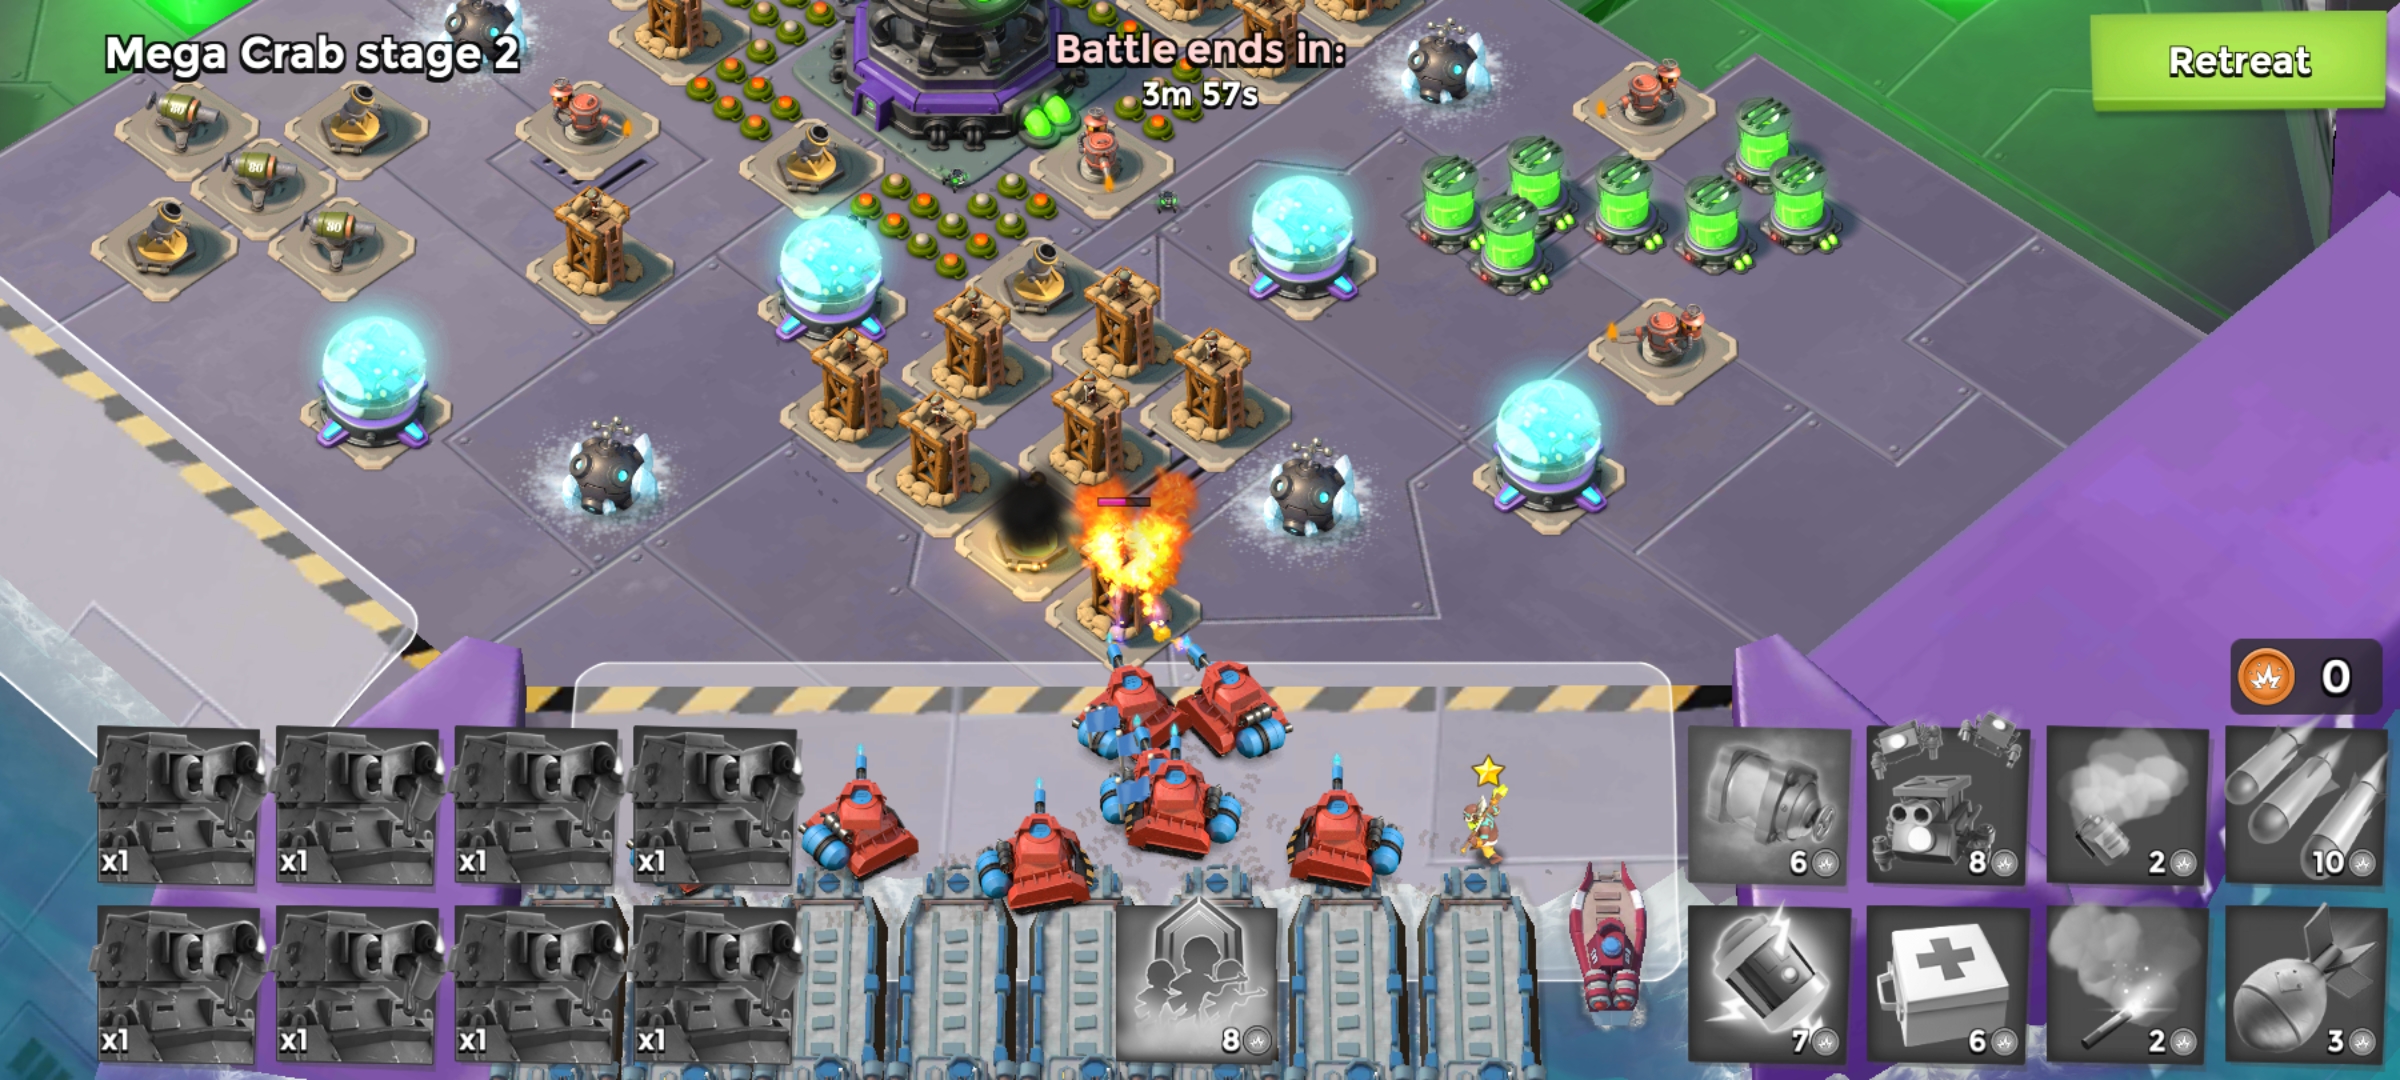 Mega Crab stage 2
Battle ends in:
3m 57s
Retreat
0
x1
x1
x1
x1
6
8
2
10
x1
x1
x1
x1
8
7
6
2
3